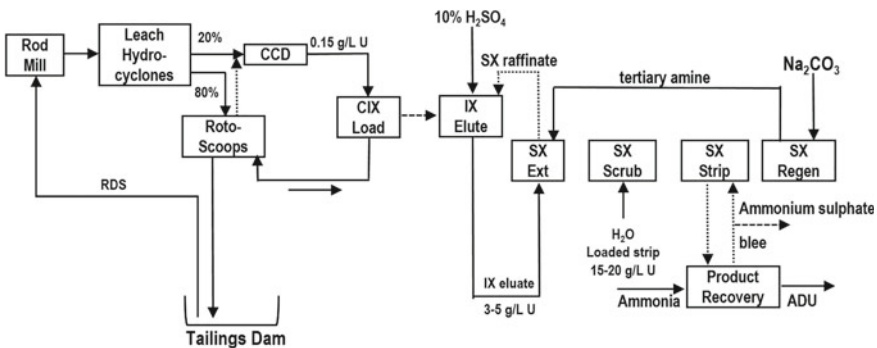 Rod
Mill
Leach
Hydro-
cyclones
20%
80%
CCD
0.15 g/L U
Roto-
Scoops
CIX
Load
RDS
Tailings Dam
10% H₂SO₄
SX raffinate
IX
Elute
IX eluate
3-5 g/L U
tertiary amine
Na₂CO₃
SX
Ext
SX
Scrub
SX
Strip
SX
Regen
H₂O
Loaded strip
15-20 g/L U
Ammonium sulphate
blee
Ammonia
Product
Recovery
ADU